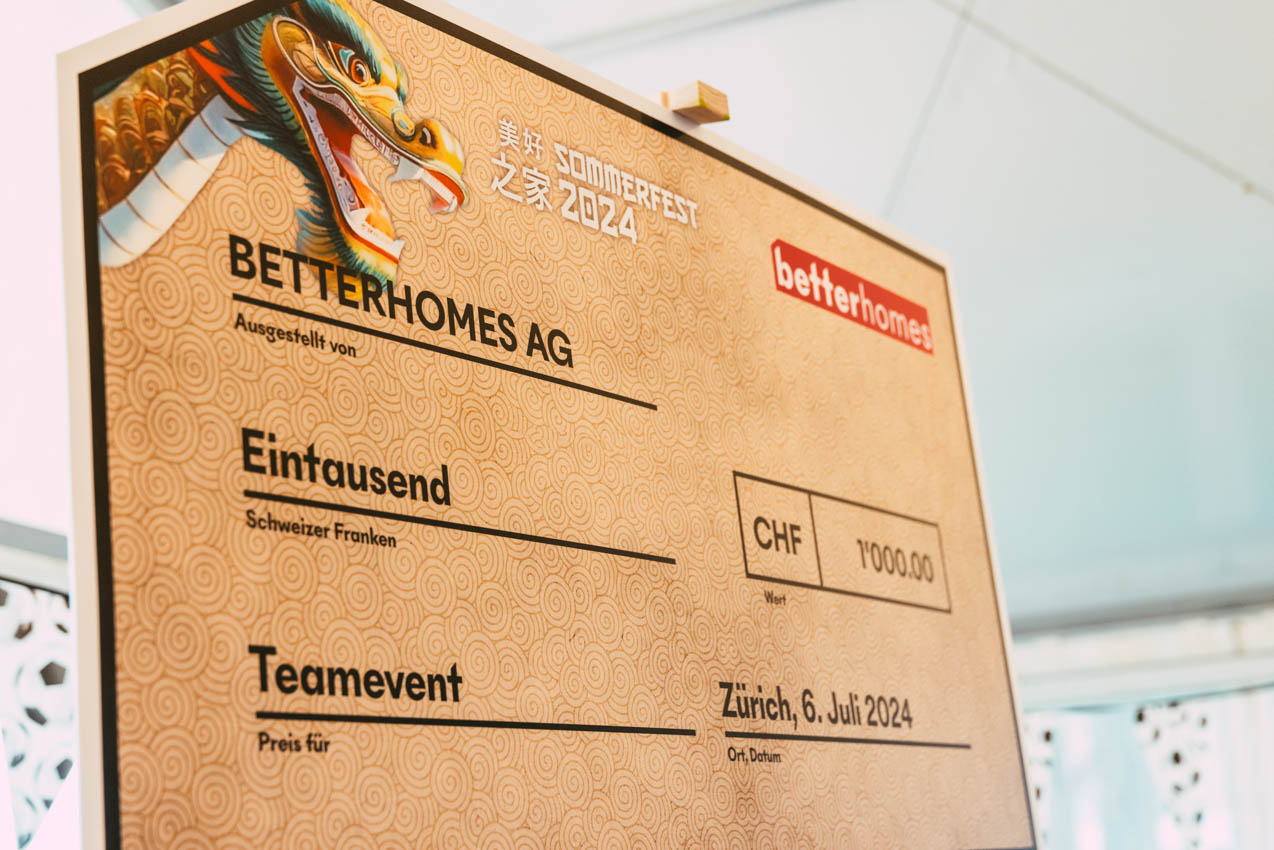 美好
之家
SOMMERFEST
2024
betterhomes
BETTERHOMES AG
Ausgestellt von
Eintausend
Schweizer Franken
CHF 1'000.00
Wert
Teamevent
Preis für
Zürich, 6. Juli 2024
Ort, Datum